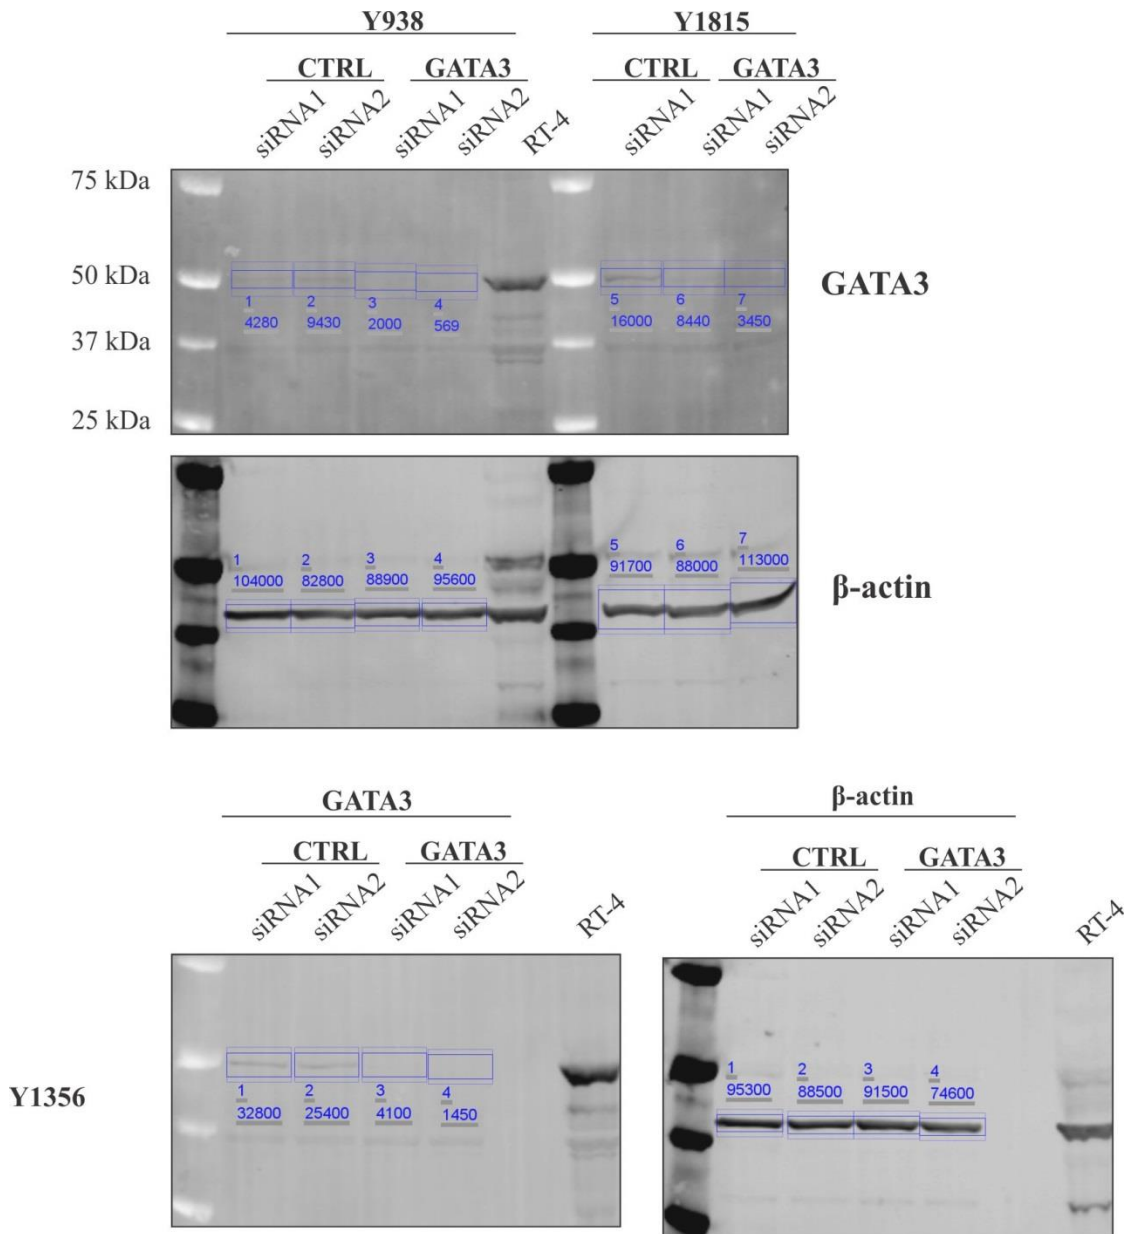 Y938 Y1815
CTRL GATA3 CTRL GATA3
siRNA1 siRNA2 siRNA1 siRNA2 RT-4 siRNA1 siRNA1 siRNA2
75 kDa
50 kDa
GATA3
1 2 3 4 5 6 7
4280 9430 2000 569 16000 8440 3450
37 kDa
25 kDa
1 2 3 4 5 6 7
104000 82800 88900 95600 91700 88000 113000
β-actin
GATA3 β-actin
CTRL GATA3 CTRL GATA3
siRNA1 siRNA2 siRNA1 siRNA2 RT-4 siRNA1 siRNA2 siRNA1 siRNA2 RT-4
Y1356
1 2 3 4 1 2 3 4
32800 25400 4100 1450 95300 88500 91500 74600